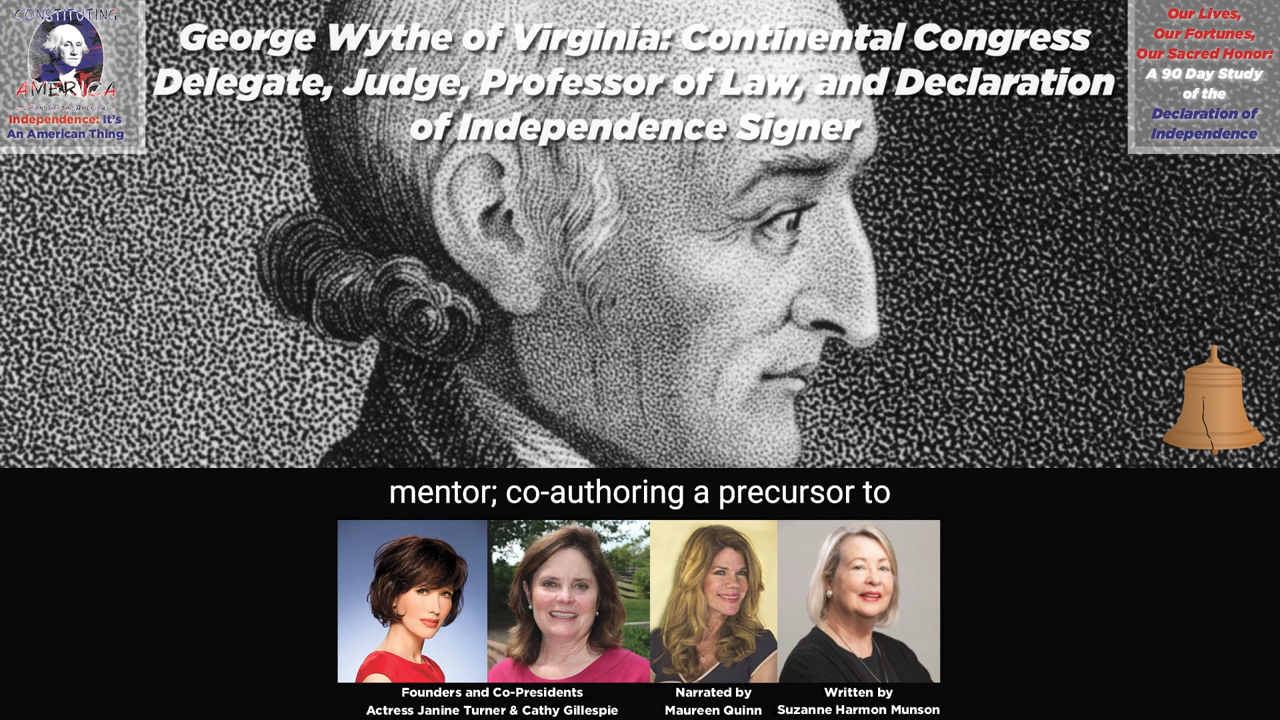 CONSTITUTING
AMERICA
Independence: It's
An American Thing
George Wythe of Virginia: Continental Congress
Delegate, Judge, Professor of Law, and Declaration
of Independence Signer
Our Lives,
Our Fortunes,
Our Sacred Honor:
A 90 Day Study
of the
Declaration of
Independence
mentor; co-authoring a precursor to
Founders and Co-Presidents
Actress Janine Turner & Cathy Gillespie
Narrated by
Maureen Quinn
Written by
Suzanne Harmon Munson